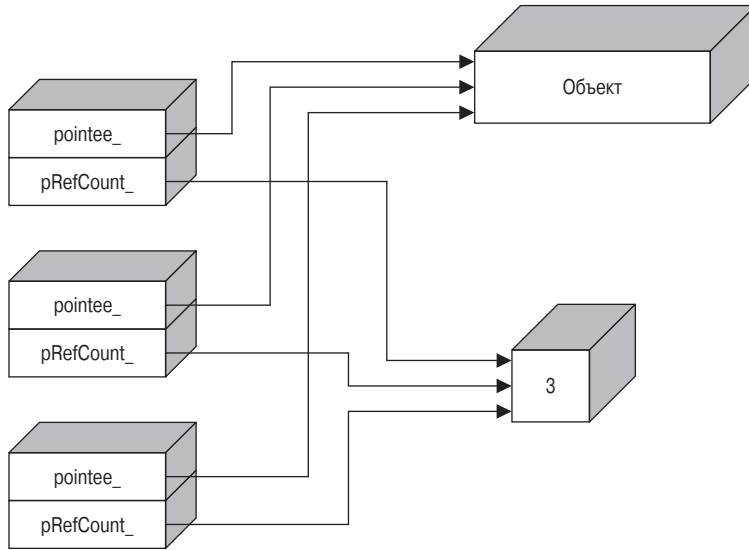 Объект
pointee_
pRefCount_
pointee_
pRefCount_
3
pointee_
pRefCount_